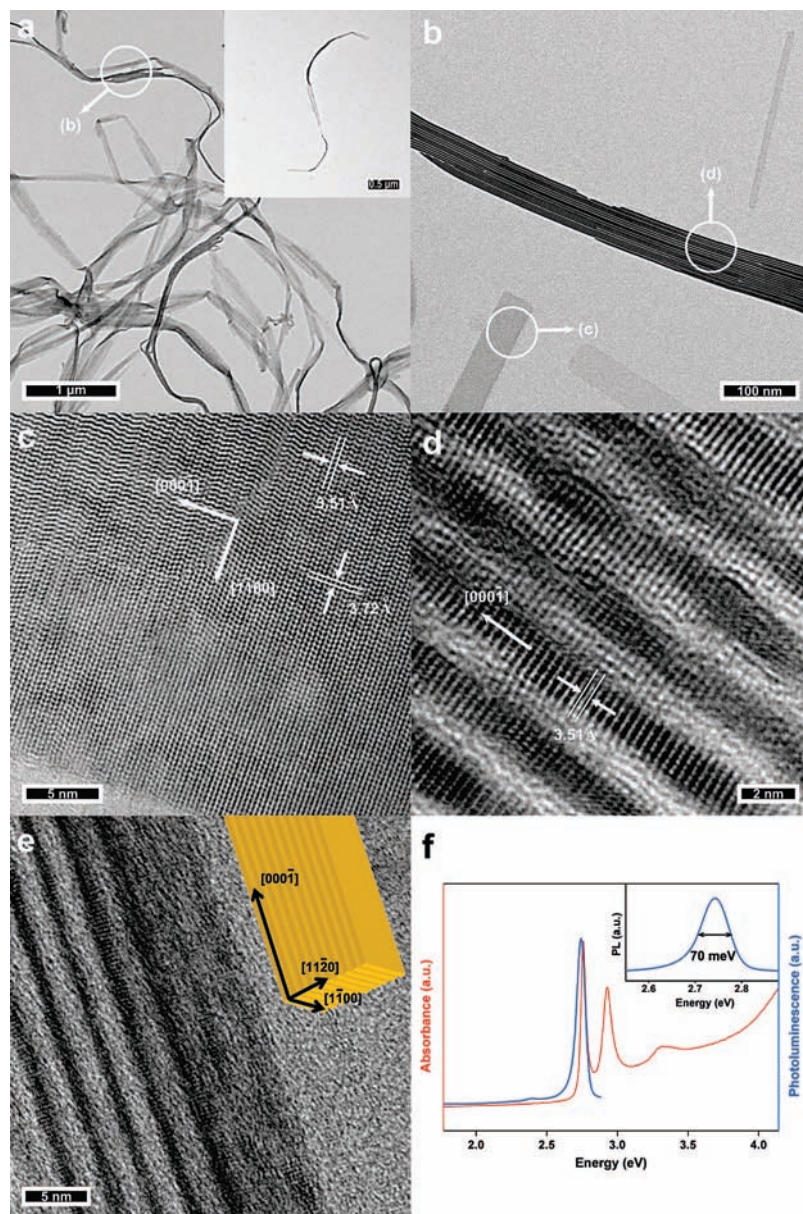 a
(b)
0.5 μm
1 μm
b
(d)
(c)
100 nm
c
[0001̄]
3.51 Å
[11̄00]
3.72 Å
5 nm
d
[0001̄]
3.51 Å
2 nm
e
[0001̄]
[112̄0]
[11̄00]
5 nm
f
Absorbance (a.u.)
Photoluminescence (a.u.)
PL (a.u.)
70 meV
2.6 2.7 2.8
Energy (eV)
2.0 2.5 3.0 3.5 4.0
Energy (eV)